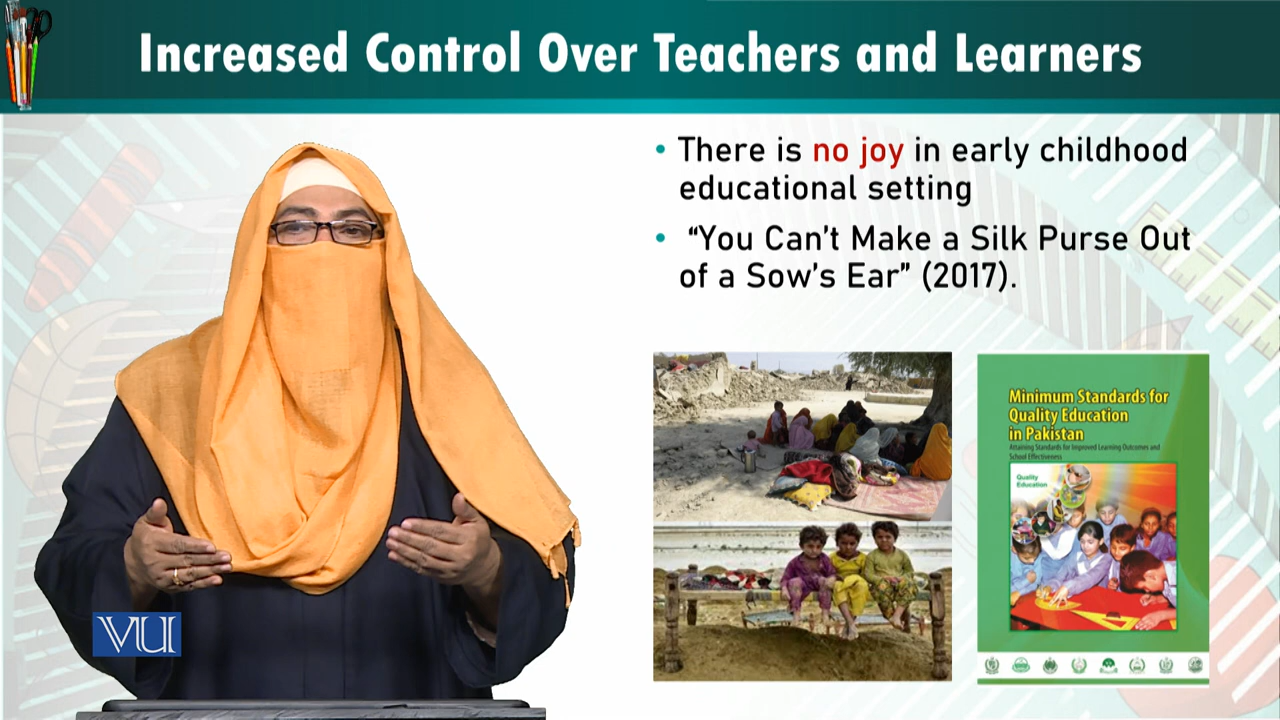 Increased Control Over Teachers and Learners
• There is no joy in early childhood
educational setting
• “You Can’t Make a Silk Purse Out
of a Sow’s Ear” (2017).
Minimum Standards for
Quality Education
in Pakistan
Attaining Standards for Improved Learning Outcomes and
School Effectiveness
Quality
Education
VU